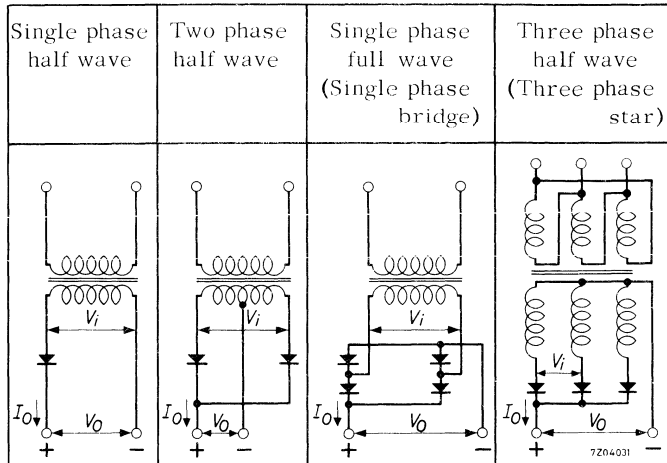 Single phase
half wave
Two phase
half wave
Single phase
full wave
(Single phase
bridge)
Three phase
half wave
(Three phase
star)
Vi
IO
VO
+
−
Vi
IO
VO
+
−
Vi
IO
VO
+
−
Vi
IO
VO
+
−
7Z04031